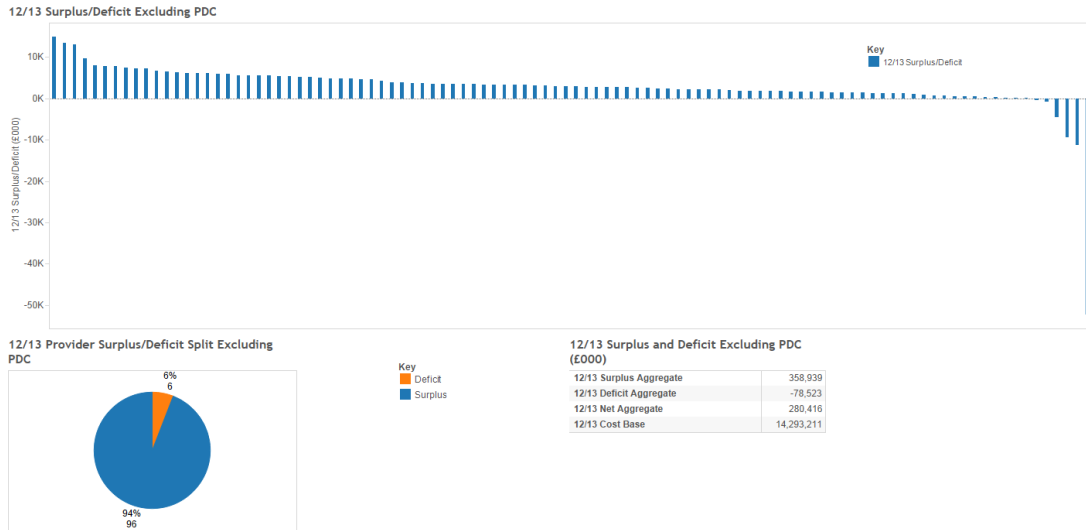 12/13 Surplus/Deficit Excluding PDC
Key
12/13 Surplus/Deficit
10K
0K
-10K
-20K
-30K
-40K
-50K
12/13 Surplus/Deficit (£000)
12/13 Provider Surplus/Deficit Split Excluding
PDC
6%
6
94%
96
Key
Deficit
Surplus
12/13 Surplus and Deficit Excluding PDC
(£000)
12/13 Surplus Aggregate 358,939
12/13 Deficit Aggregate -78,523
12/13 Net Aggregate 280,416
12/13 Cost Base 14,293,211